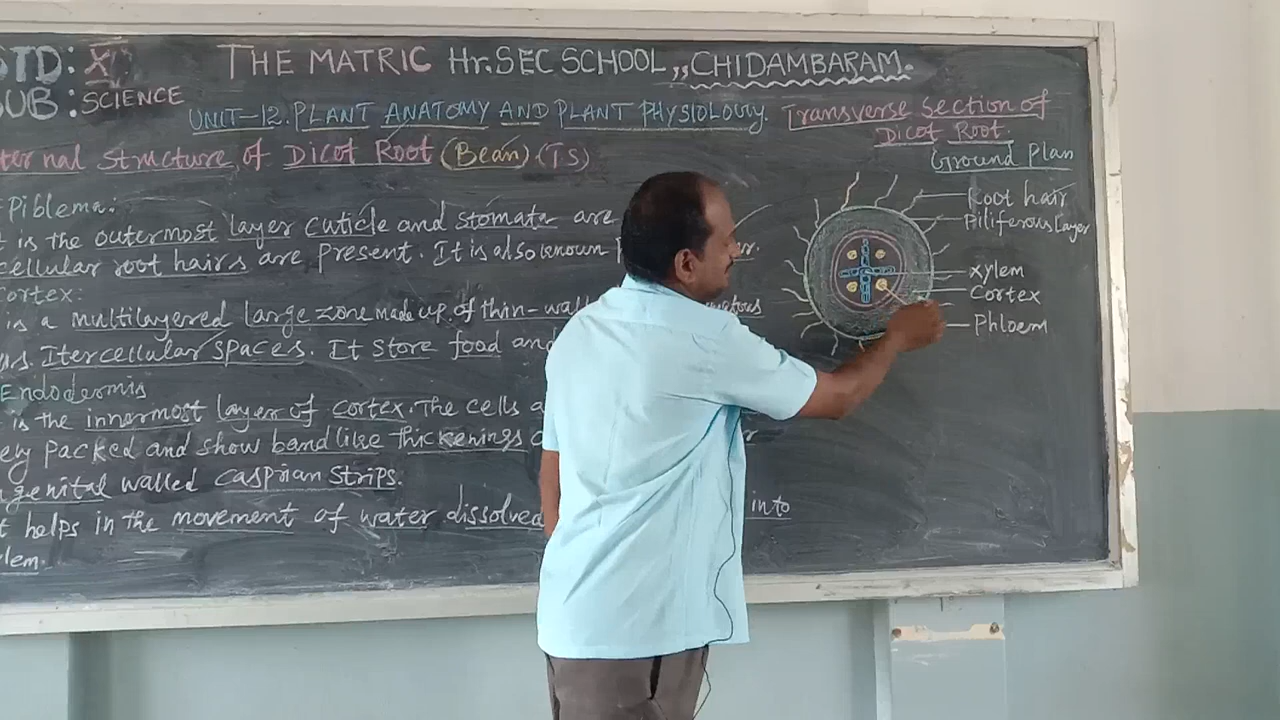 STD: X
SUB: SCIENCE
THE MATRIC Hr.SEC SCHOOL,, CHIDAMBARAM.
UNIT-12. PLANT ANATOMY AND PLANT PHYSIOLOGY.
ternal structure of Dicot Root (Bean) (TS)
Piblema:
is the outermost layer cuticle and stomata are
cellular root hairs are present. It is also known
ortex:
is a multilayered large zone made up of thin-wall
Itercellular spaces. It store food and
Endodermis
is the innermost layer of cortex. The cells a
ey packed and show band like thickenings
genital walled casprian strips.
t helps in the movement of water dissolved into
lem.
Transverse section of
Dicot Root.
Ground Plan
Root hair
Piliferous Layer
xylem
Cortex
Phloem